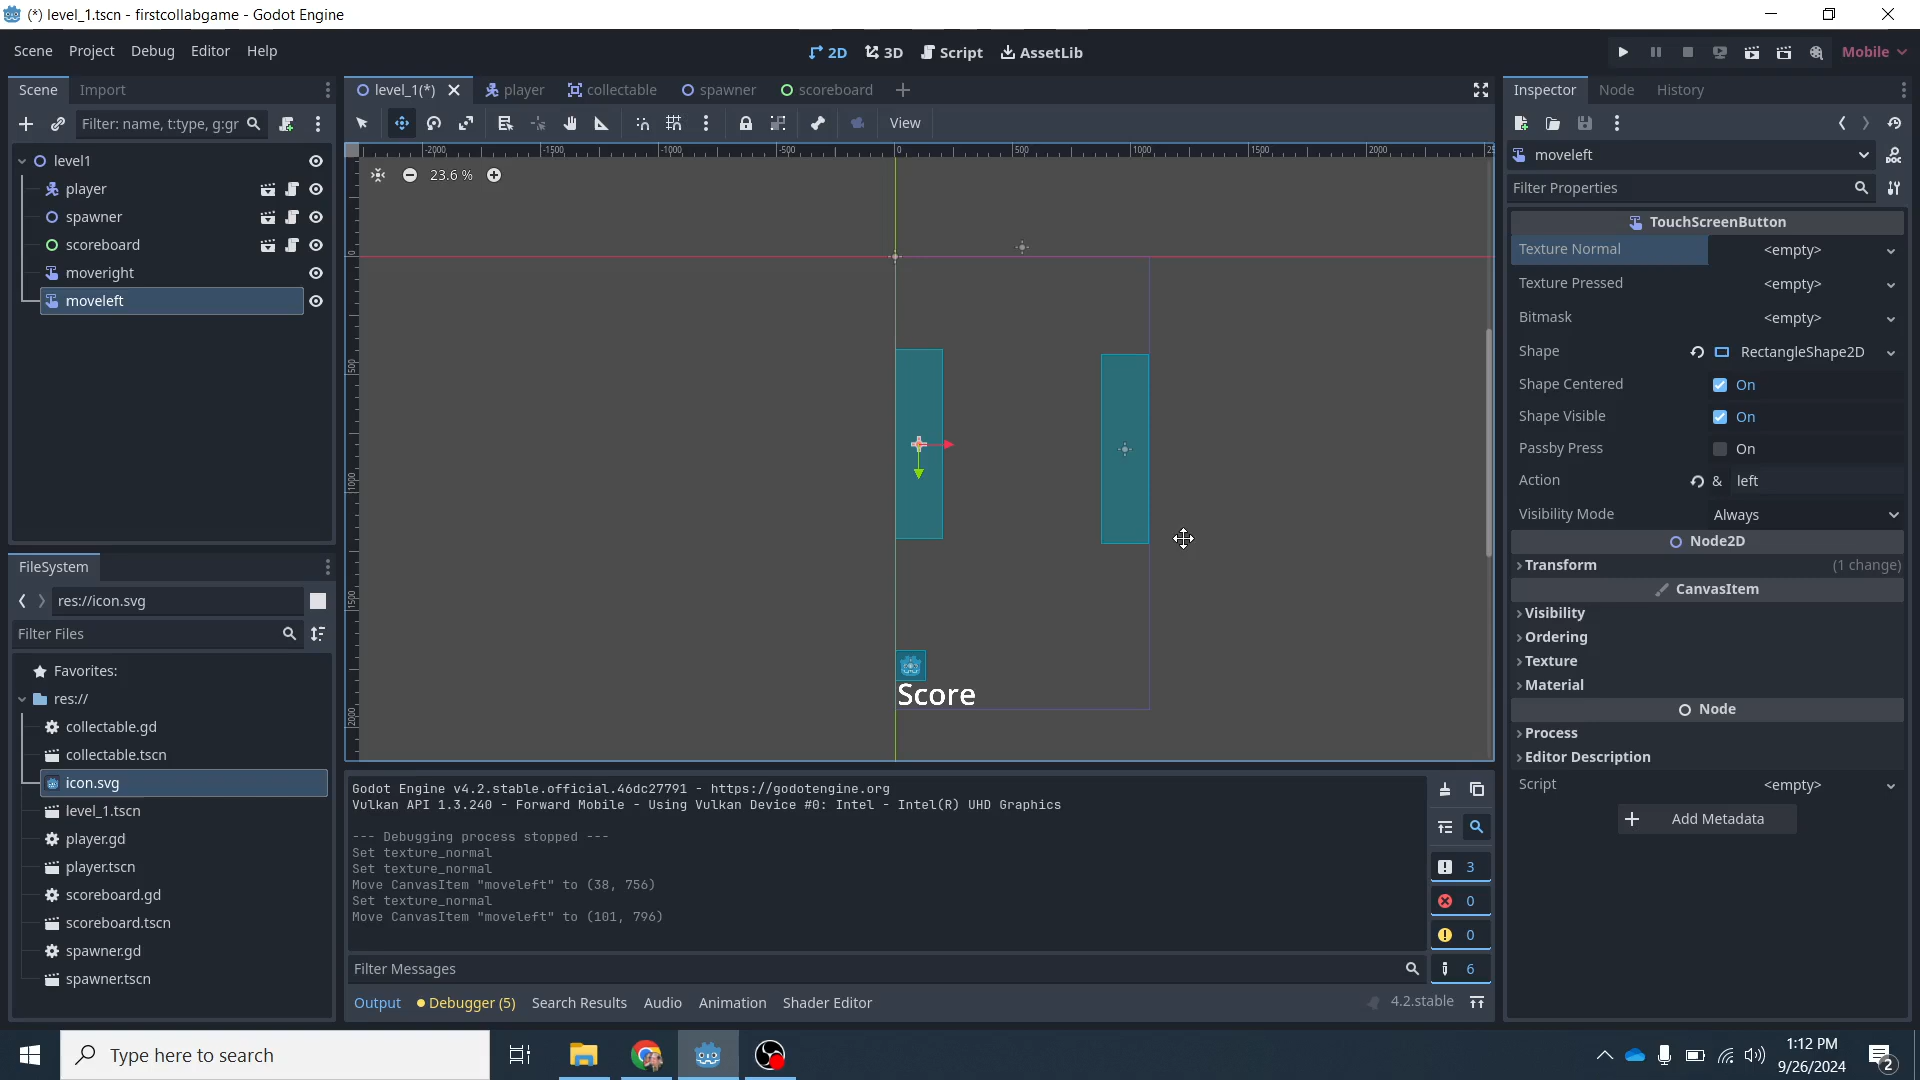 (*) level_1.tscn - firstcollabgame - Godot Engine
Scene Project Debug Editor Help
2D 3D Script AssetLib
Mobile
Scene Import
Filter: name, t:type, g:gr
level1
player
spawner
scoreboard
moveright
moveleft
FileSystem
res://icon.svg
Filter Files
Favorites:
res://
collectable.gd
collectable.tscn
icon.svg
level_1.tscn
player.gd
player.tscn
scoreboard.gd
scoreboard.tscn
spawner.gd
spawner.tscn
level_1(*) player collectable spawner scoreboard
View
-2000 -1500 -1000 -500 0 500 1000 1500 2000 25
23.6 %
0
500
1000
1500
2000
Score
Godot Engine v4.2.stable.official.46dc27791 - https://godotengine.org
Vulkan API 1.3.240 - Forward Mobile - Using Vulkan Device #0: Intel - Intel(R) UHD Graphics
--- Debugging process stopped ---
Set texture_normal
Set texture_normal
Move CanvasItem "moveleft" to (38, 756)
Set texture_normal
Move CanvasItem "moveleft" to (101, 796)
3
0
0
6
Filter Messages
Output Debugger (5) Search Results Audio Animation Shader Editor
4.2.stable
Inspector Node History
moveleft
DOC
Filter Properties
TouchScreenButton
Texture Normal <empty>
Texture Pressed <empty>
Bitmask <empty>
Shape RectangleShape2D
Shape Centered On
Shape Visible On
Passby Press On
Action & left
Visibility Mode Always
Node2D
Transform (1 change)
CanvasItem
Visibility
Ordering
Texture
Material
Node
Process
Editor Description
Script <empty>
Add Metadata
Type here to search
1:12 PM
9/26/2024
2